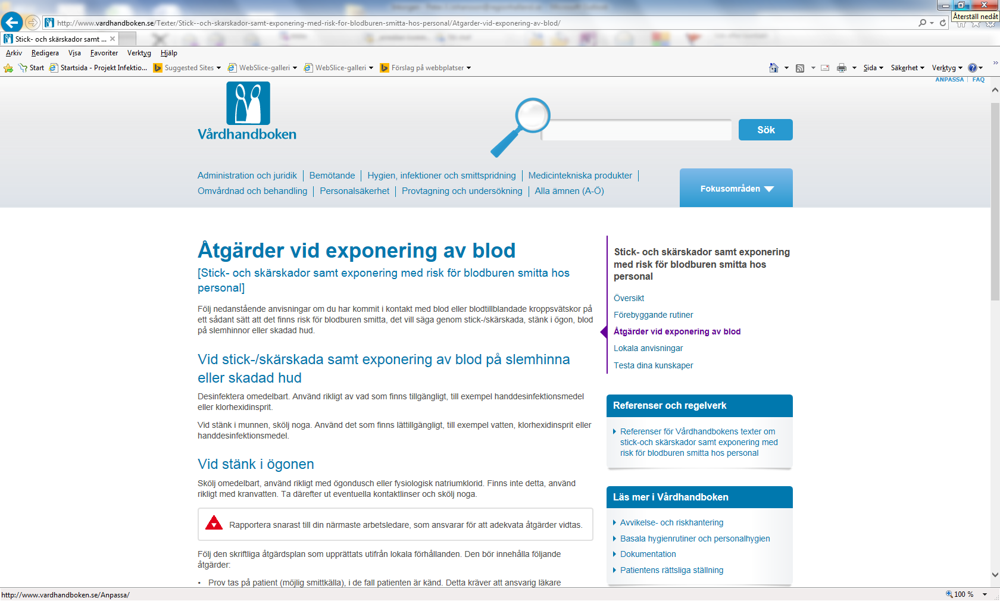 Återställ nedåt
http://www.vardhandboken.se/Texter/Stick--och-skarskador-samt-exponering-med-risk-for-blodburen-smitta-hos-personal/Atgarder-vid-exponering-av-blod/
Stick- och skärskador samt ...
Arkiv Redigera Visa Favoriter Verktyg Hjälp
Start Startsida - Projekt Infektio... Suggested Sites WebSlice-galleri WebSlice-galleri Förslag på webbplatser Sida Säkerhet Verktyg
ANPASSA FAQ
Vårdhandboken
Sök
Administration och juridik Bemötande Hygien, infektioner och smittspridning Medicintekniska produkter
Omvårdnad och behandling Personalsäkerhet Provtagning och undersökning Alla ämnen (A-Ö)
Fokusområden
Åtgärder vid exponering av blod
[Stick- och skärskador samt exponering med risk för blodburen smitta hos
personal]
Följ nedanstående anvisningar om du har kommit i kontakt med blod eller blodtillblandade kroppsvätskor på
ett sådant sätt att det finns risk för blodburen smitta, det vill säga genom stick-/skärskada, stänk i ögon, blod
på slemhinnor eller skadad hud.
Vid stick-/skärskada samt exponering av blod på slemhinna
eller skadad hud
Desinfektera omedelbart. Använd rikligt av vad som finns tillgängligt, till exempel handdesinfektionsmedel
eller klorhexidinsprit.
Vid stänk i munnen, skölj noga. Använd det som finns lättillgängligt, till exempel vatten, klorhexidinsprit eller
handdesinfektionsmedel.
Vid stänk i ögonen
Skölj omedelbart, använd rikligt med ögondusch eller fysiologisk natriumklorid. Finns inte detta, använd
rikligt med kranvatten. Ta därefter ut eventuella kontaktlinser och skölj noga.
Rapportera snarast till din närmaste arbetsledare, som ansvarar för att adekvata åtgärder vidtas.
Följ den skriftliga åtgärdsplan som upprättats utifrån lokala förhållanden. Den bör innehålla följande
åtgärder:
• Prov tas på patient (möjlig smittkälla), i de fall patienten är känd. Detta kräver att ansvarig läkare
Stick- och skärskador samt exponering
med risk för blodburen smitta hos
personal
Översikt
Förebyggande rutiner
Åtgärder vid exponering av blod
Lokala anvisningar
Testa dina kunskaper
Referenser och regelverk
Referenser för Vårdhandbokens texter om
stick-och skärskador samt exponering med
risk för blodburen smitta hos personal
Läs mer i Vårdhandboken
Avvikelse- och riskhantering
Basala hygienrutiner och personalhygien
Dokumentation
Patientens rättsliga ställning
http://www.vardhandboken.se/Anpassa/
100 %